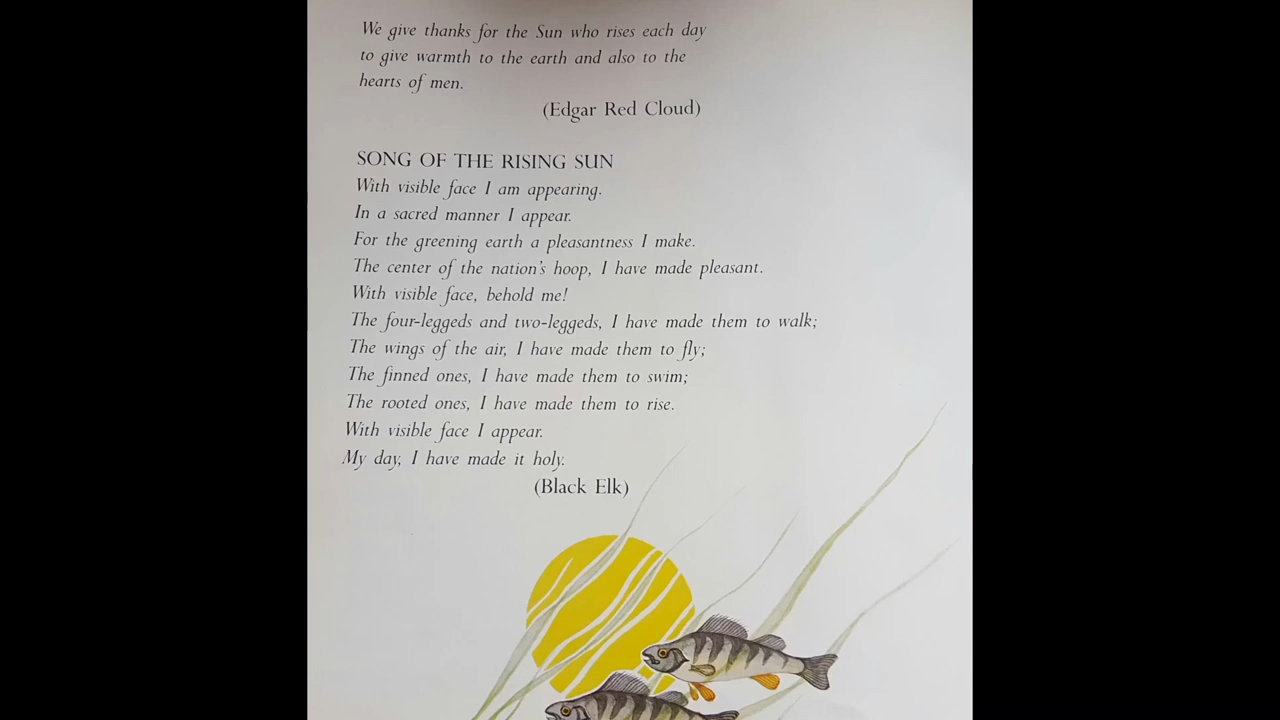 We give thanks for the Sun who rises each day
to give warmth to the earth and also to the
hearts of men.
(Edgar Red Cloud)
SONG OF THE RISING SUN
With visible face I am appearing.
In a sacred manner I appear.
For the greening earth a pleasantness I make.
The center of the nation's hoop, I have made pleasant.
With visible face, behold me!
The four-leggeds and two-leggeds, I have made them to walk;
The wings of the air, I have made them to fly;
The finned ones, I have made them to swim;
The rooted ones, I have made them to rise.
With visible face I appear.
My day, I have made it holy.
(Black Elk)